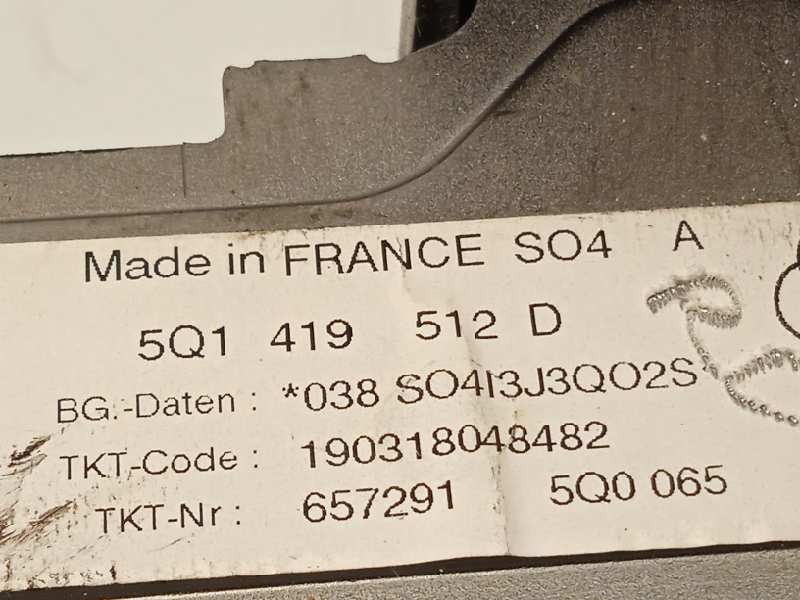 Made in FRANCE SO4 A
5Q1 419 512 D
BG.-Daten : *038 SO4I3J3QO2S*
TKT-Code : 190318048482
TKT-Nr : 657291 5Q0 065